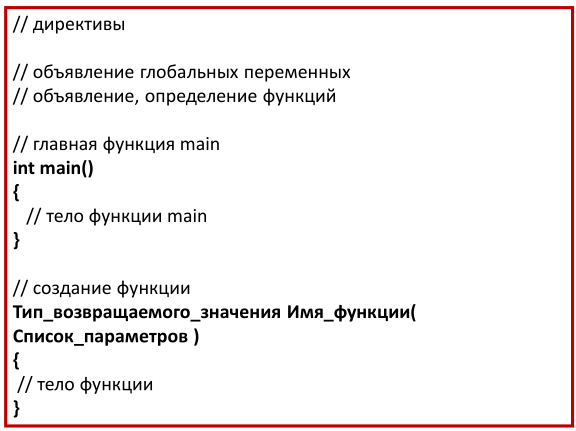 // директивы
// объявление глобальных переменных
// объявление, определение функций
// главная функция main
int main()
{
// тело функции main
}
// создание функции
Тип_возвращаемого_значения Имя_функции(
Список_параметров )
{
// тело функции
}